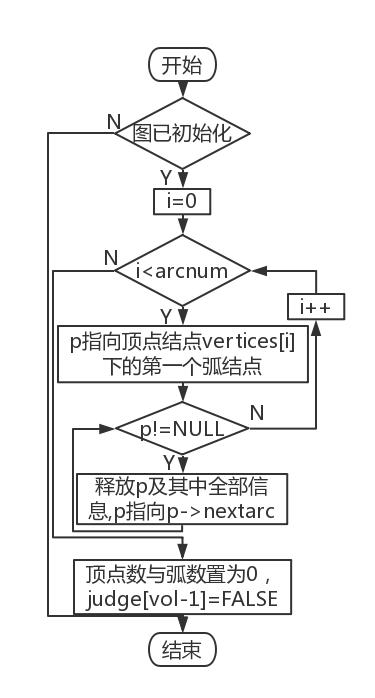 开始
N
图已初始化
Y
i=0
N
i<arcnum
Y
i++
p指向顶点结点vertices[i]
下的第一个弧结点
N
p!=NULL
Y
释放p及其中全部信
息,p指向p->nextarc
顶点数与弧数置为0，
judge[vol-1]=FALSE
结束